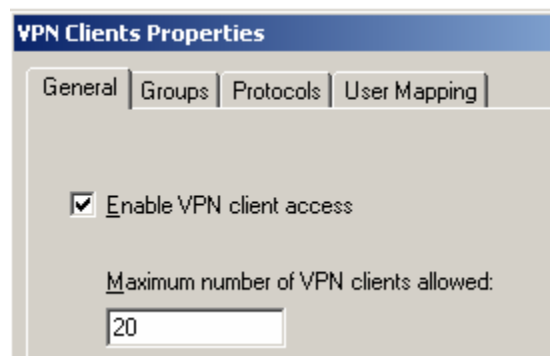 VPN Clients Properties
General Groups Protocols User Mapping
Enable VPN client access
Maximum number of VPN clients allowed:
20